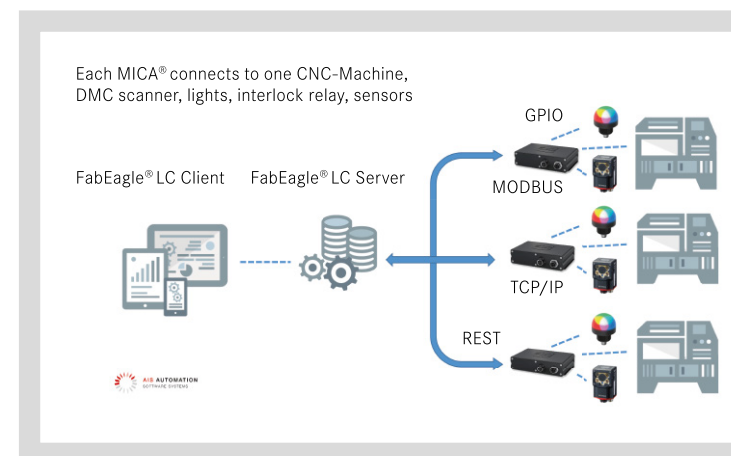 Each MICA® connects to one CNC-Machine,
DMC scanner, lights, interlock relay, sensors
GPIO
FabEagle® LC Client
FabEagle® LC Server
MODBUS
TCP/IP
REST
AIS AUTOMATION
SOFTWARE SYSTEMS